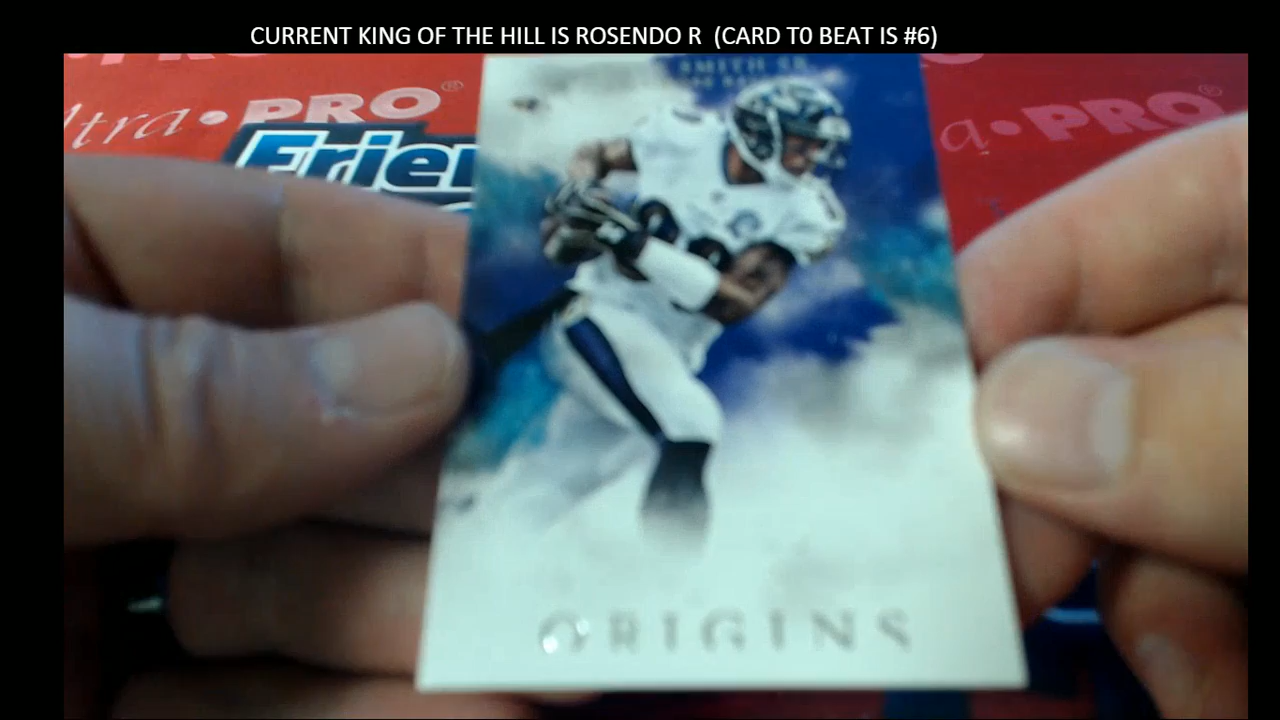 CURRENT KING OF THE HILL IS ROSENDO R  (CARD T0 BEAT IS #6)
SMITH SR
PRO
ltra • PRO®
a • PRO®
Frien
ORIGINS